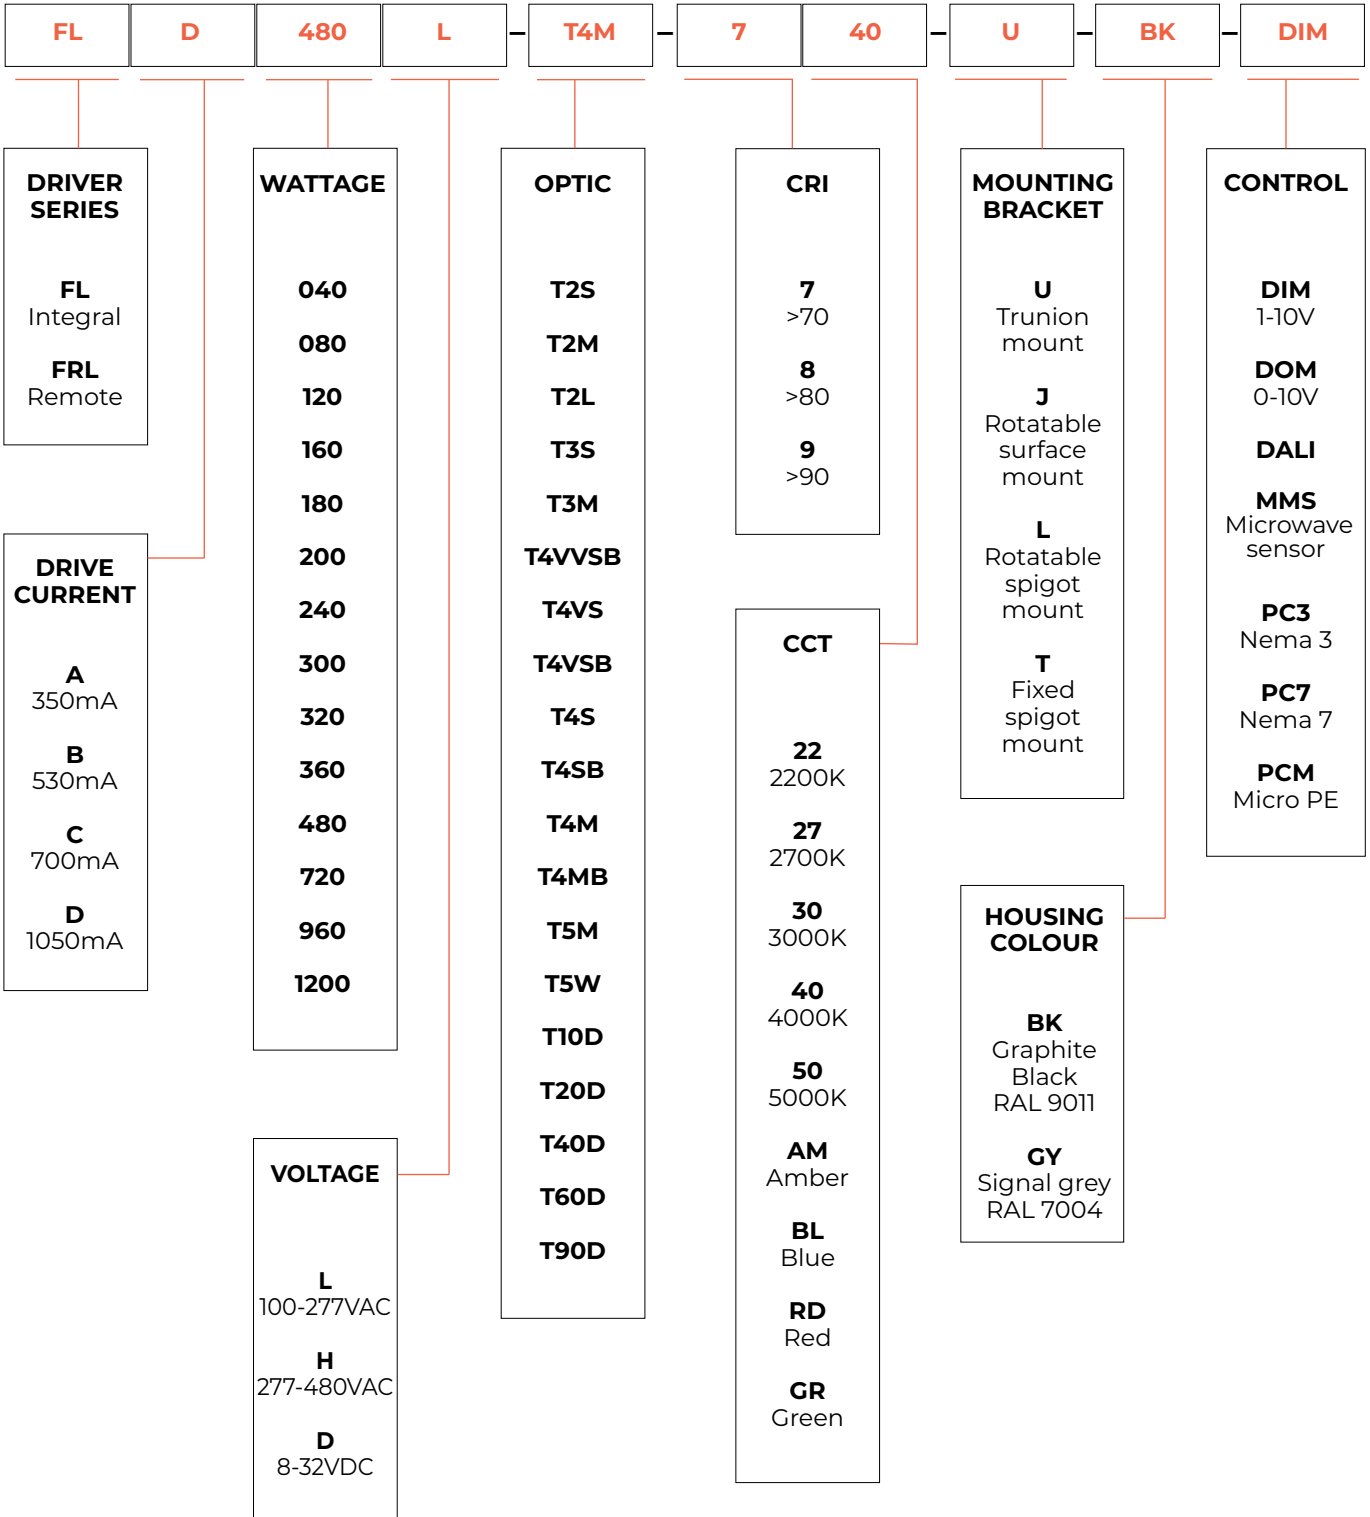 FL D 480 L – T4M – 7 40 – U – BK – DIM
DRIVER
SERIES
FL
Integral
FRL
Remote
DRIVE
CURRENT
A
350mA
B
530mA
C
700mA
D
1050mA
WATTAGE
040
080
120
160
180
200
240
300
320
360
480
720
960
1200
VOLTAGE
L
100-277VAC
H
277-480VAC
D
8-32VDC
OPTIC
T2S
T2M
T2L
T3S
T3M
T4VVSB
T4VS
T4VSB
T4S
T4SB
T4M
T4MB
T5M
T5W
T10D
T20D
T40D
T60D
T90D
CRI
7
>70
8
>80
9
>90
CCT
22
2200K
27
2700K
30
3000K
40
4000K
50
5000K
AM
Amber
BL
Blue
RD
Red
GR
Green
MOUNTING
BRACKET
U
Trunion
mount
J
Rotatable
surface
mount
L
Rotatable
spigot
mount
T
Fixed
spigot
mount
HOUSING
COLOUR
BK
Graphite
Black
RAL 9011
GY
Signal grey
RAL 7004
CONTROL
DIM
1-10V
DOM
0-10V
DALI
MMS
Microwave
sensor
PC3
Nema 3
PC7
Nema 7
PCM
Micro PE